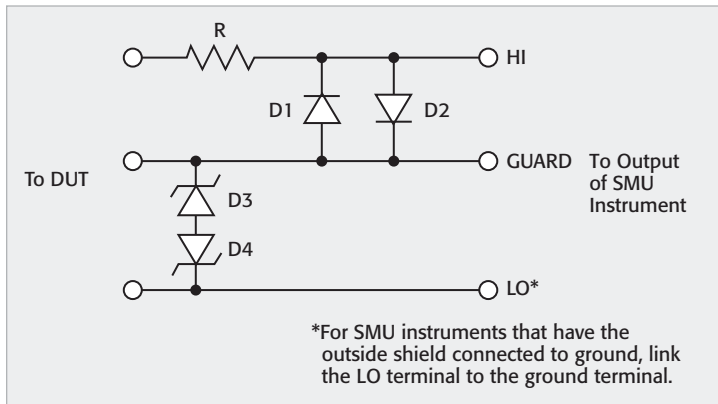 R
HI
D1
D2
To DUT
GUARD
To Output
of SMU
Instrument
D3
D4
LO*
*For SMU instruments that have the
outside shield connected to ground, link
the LO terminal to the ground terminal.